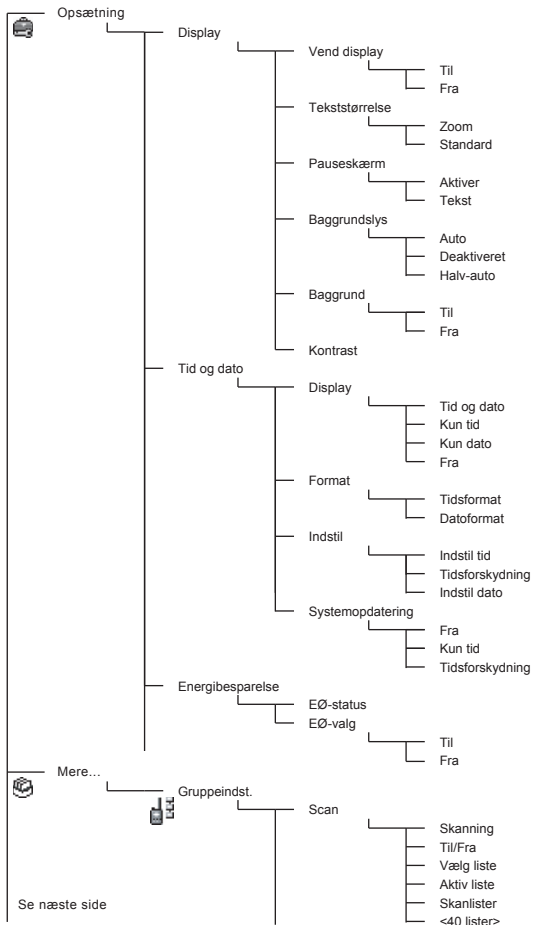 Opsætning
Display
Vend display
Til
Fra
Tekststørrelse
Zoom
Standard
Pauseskærm
Aktiver
Tekst
Baggrundslys
Auto
Deaktiveret
Halv-auto
Baggrund
Til
Fra
Kontrast
Tid og dato
Display
Tid og dato
Kun tid
Kun dato
Fra
Format
Tidsformat
Datoformat
Indstil
Indstil tid
Tidsforskydning
Indstil dato
Systemopdatering
Fra
Kun tid
Tidsforskydning
Energibesparelse
EØ-status
EØ-valg
Til
Fra
Mere...
Gruppeindst.
Scan
Skanning
Til/Fra
Vælg liste
Aktiv liste
Skanlister
<40 lister>
Se næste side